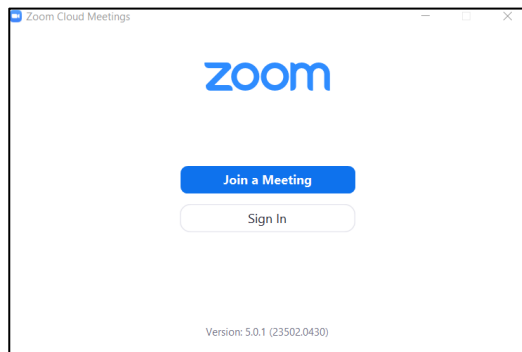 Zoom Cloud Meetings
zoom
Join a Meeting
Sign In
Version: 5.0.1 (23502.0430)